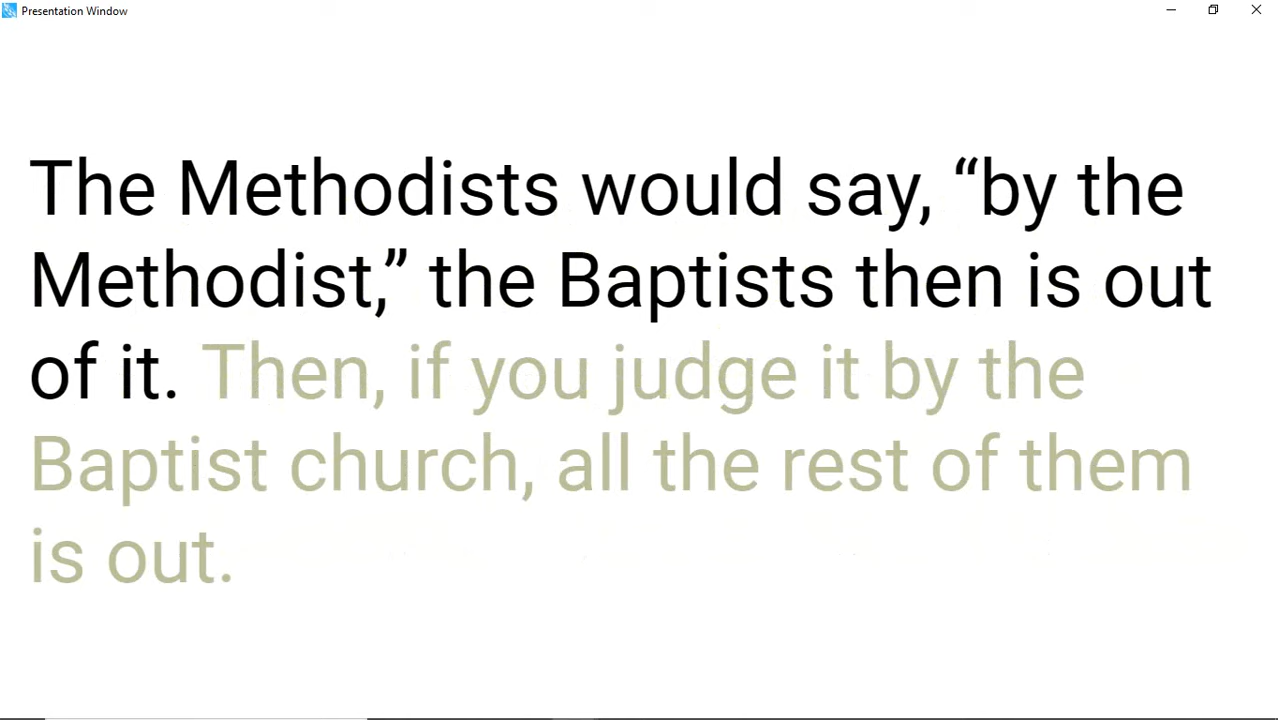 Presentation Window
The Methodists would say, “by the
Methodist,” the Baptists then is out
of it. Then, if you judge it by the
Baptist church, all the rest of them
is out.